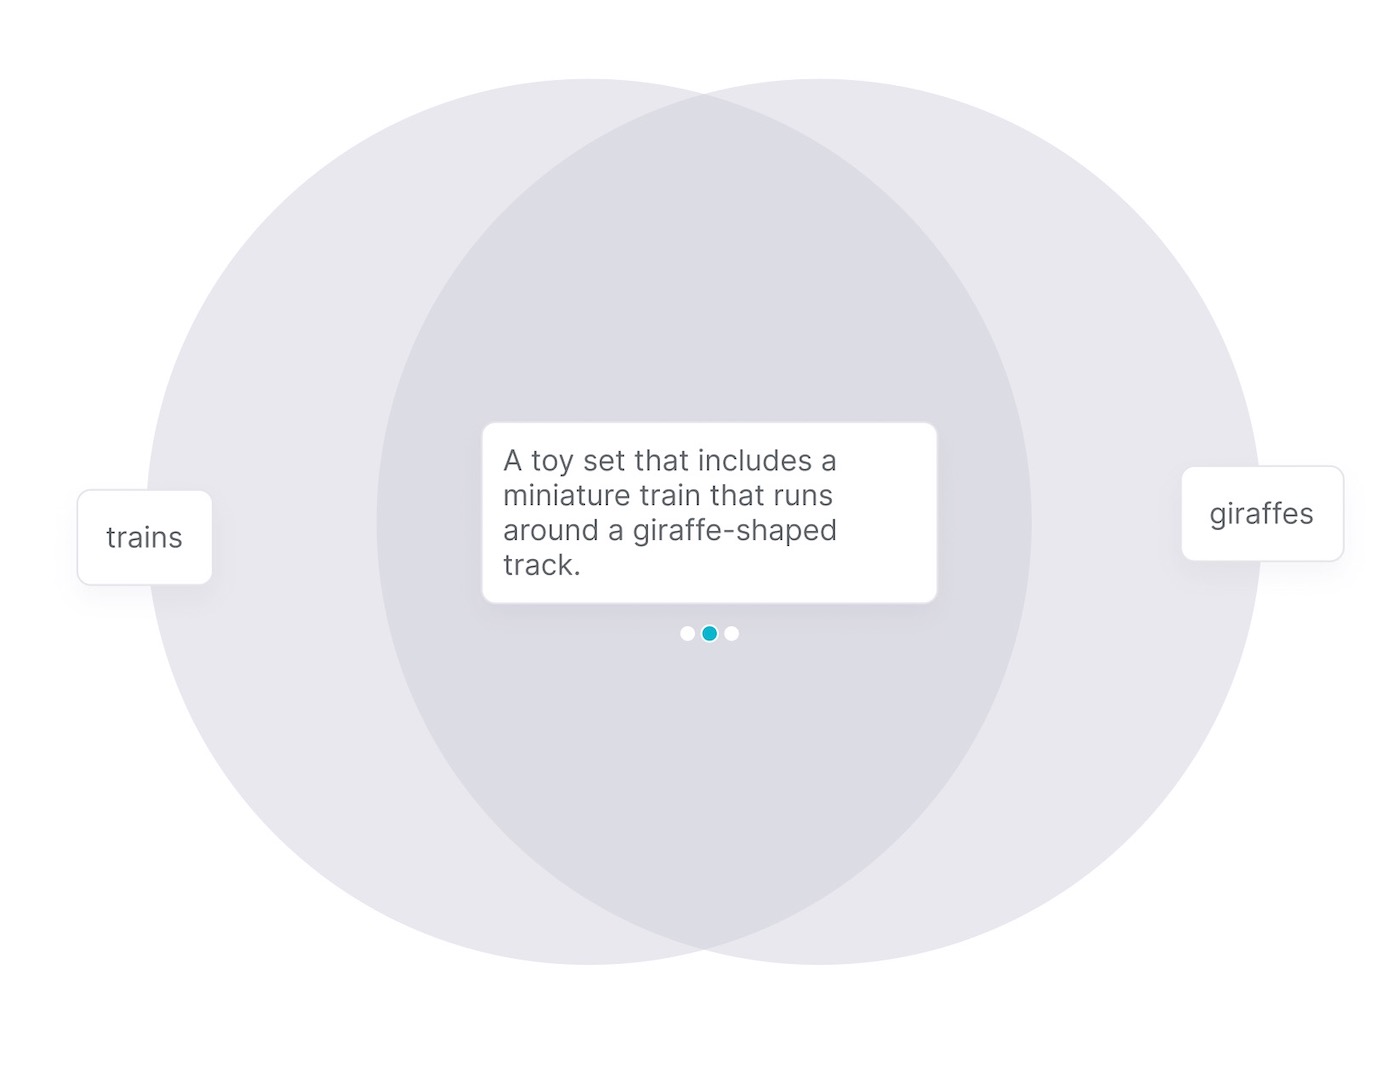 A toy set that includes a
miniature train that runs
around a giraffe-shaped
track.
trains
giraffes